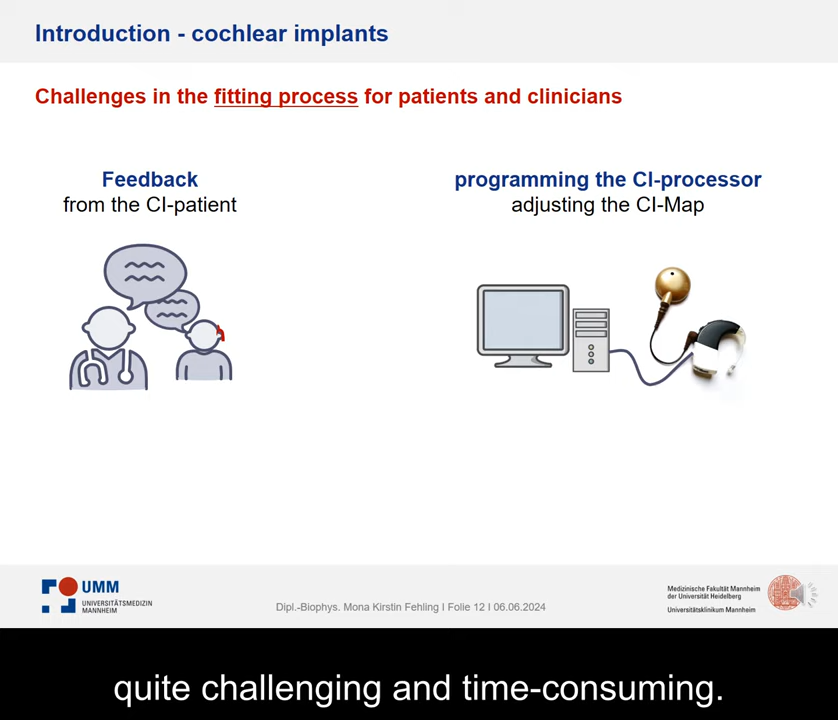 Introduction - cochlear implants
Challenges in the fitting process for patients and clinicians
Feedback
from the CI-patient
programming the CI-processor
adjusting the CI-Map
UMM
UNIVERSITÄTSMEDIZIN
MANNHEIM
Dipl.-Biophys. Mona Kirstin Fehling I Folie 12 I 06.06.2024
Medizinische Fakultät Mannheim
der Universität Heidelberg
Universitätsklinikum Mannheim
quite challenging and time-consuming.